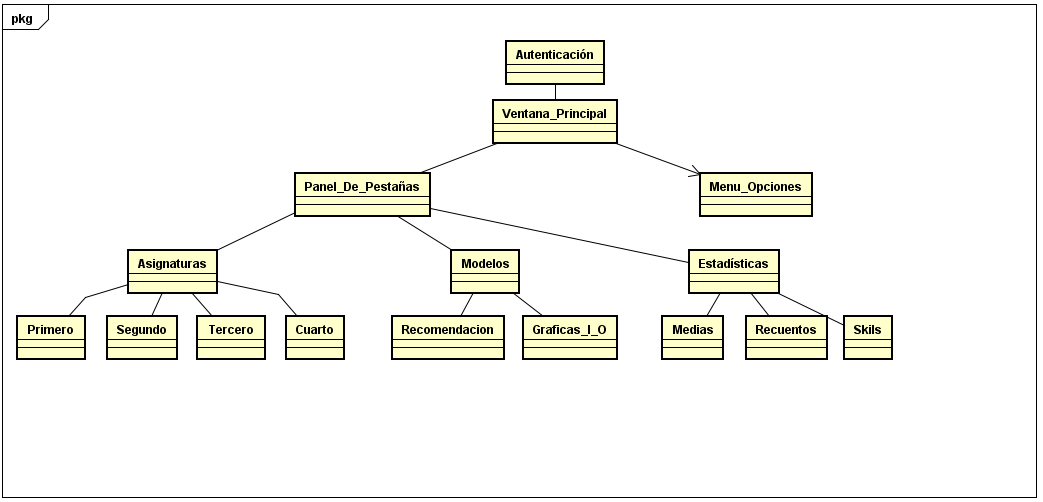 pkg
Autenticación
Ventana_Principal
Panel_De_Pestañas
Menu_Opciones
Asignaturas
Modelos
Estadísticas
Primero
Segundo
Tercero
Cuarto
Recomendacion
Graficas_I_O
Medias
Recuentos
Skils